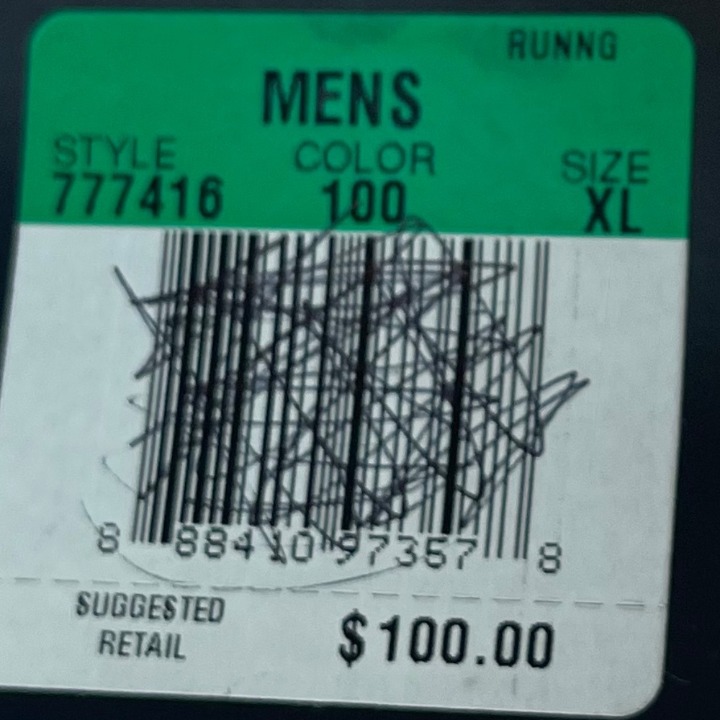 RUNNG
MENS
STYLE COLOR SIZE
777416 100 XL
8 88410 97357 8
SUGGESTED
RETAIL
$100.00